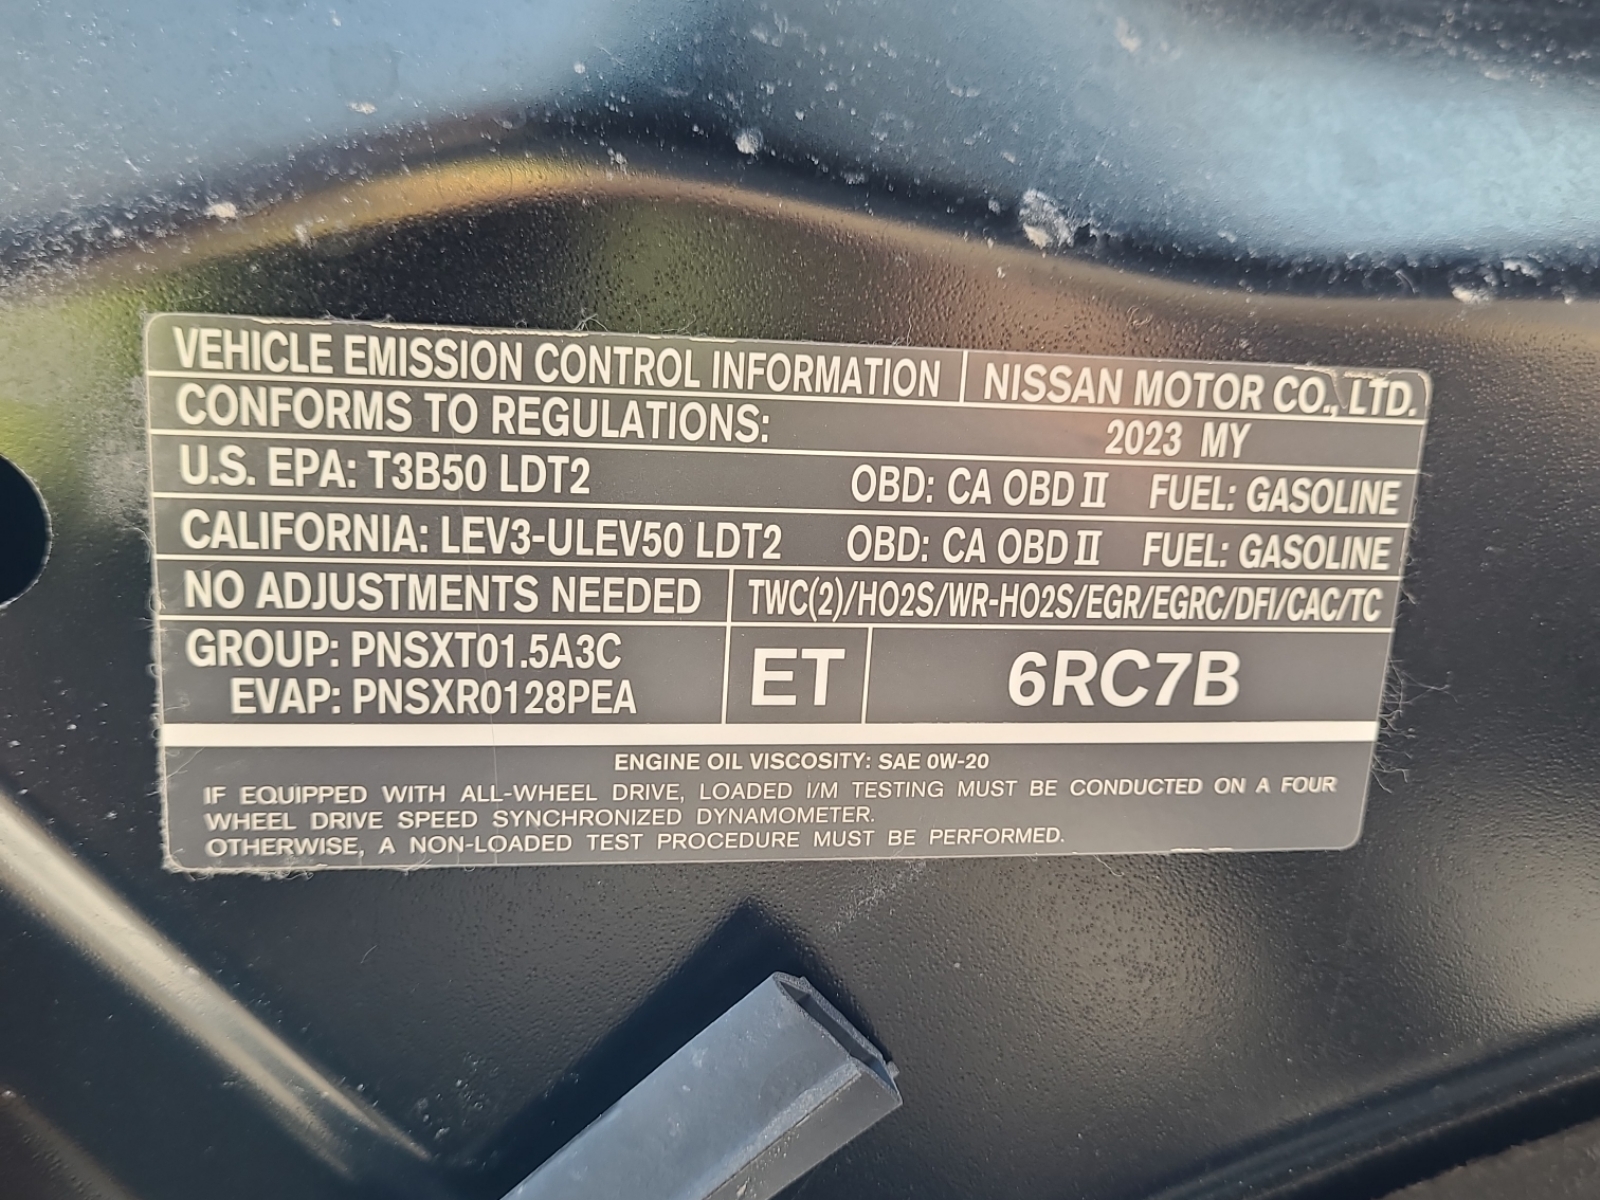 VEHICLE EMISSION CONTROL INFORMATION NISSAN MOTOR CO., LTD.
CONFORMS TO REGULATIONS: 2023 MY
U.S. EPA: T3B50 LDT2 OBD: CA OBD II FUEL: GASOLINE
CALIFORNIA: LEV3-ULEV50 LDT2 OBD: CA OBD II FUEL: GASOLINE
NO ADJUSTMENTS NEEDED TWC(2)/HO2S/WR-HO2S/EGR/EGRC/DFI/CAC/TC
GROUP: PNSXT01.5A3C
EVAP: PNSXR0128PEA
ET 6RC7B
ENGINE OIL VISCOSITY: SAE 0W-20
IF EQUIPPED WITH ALL-WHEEL DRIVE, LOADED I/M TESTING MUST BE CONDUCTED ON A FOUR
WHEEL DRIVE SPEED SYNCHRONIZED DYNAMOMETER.
OTHERWISE, A NON-LOADED TEST PROCEDURE MUST BE PERFORMED.